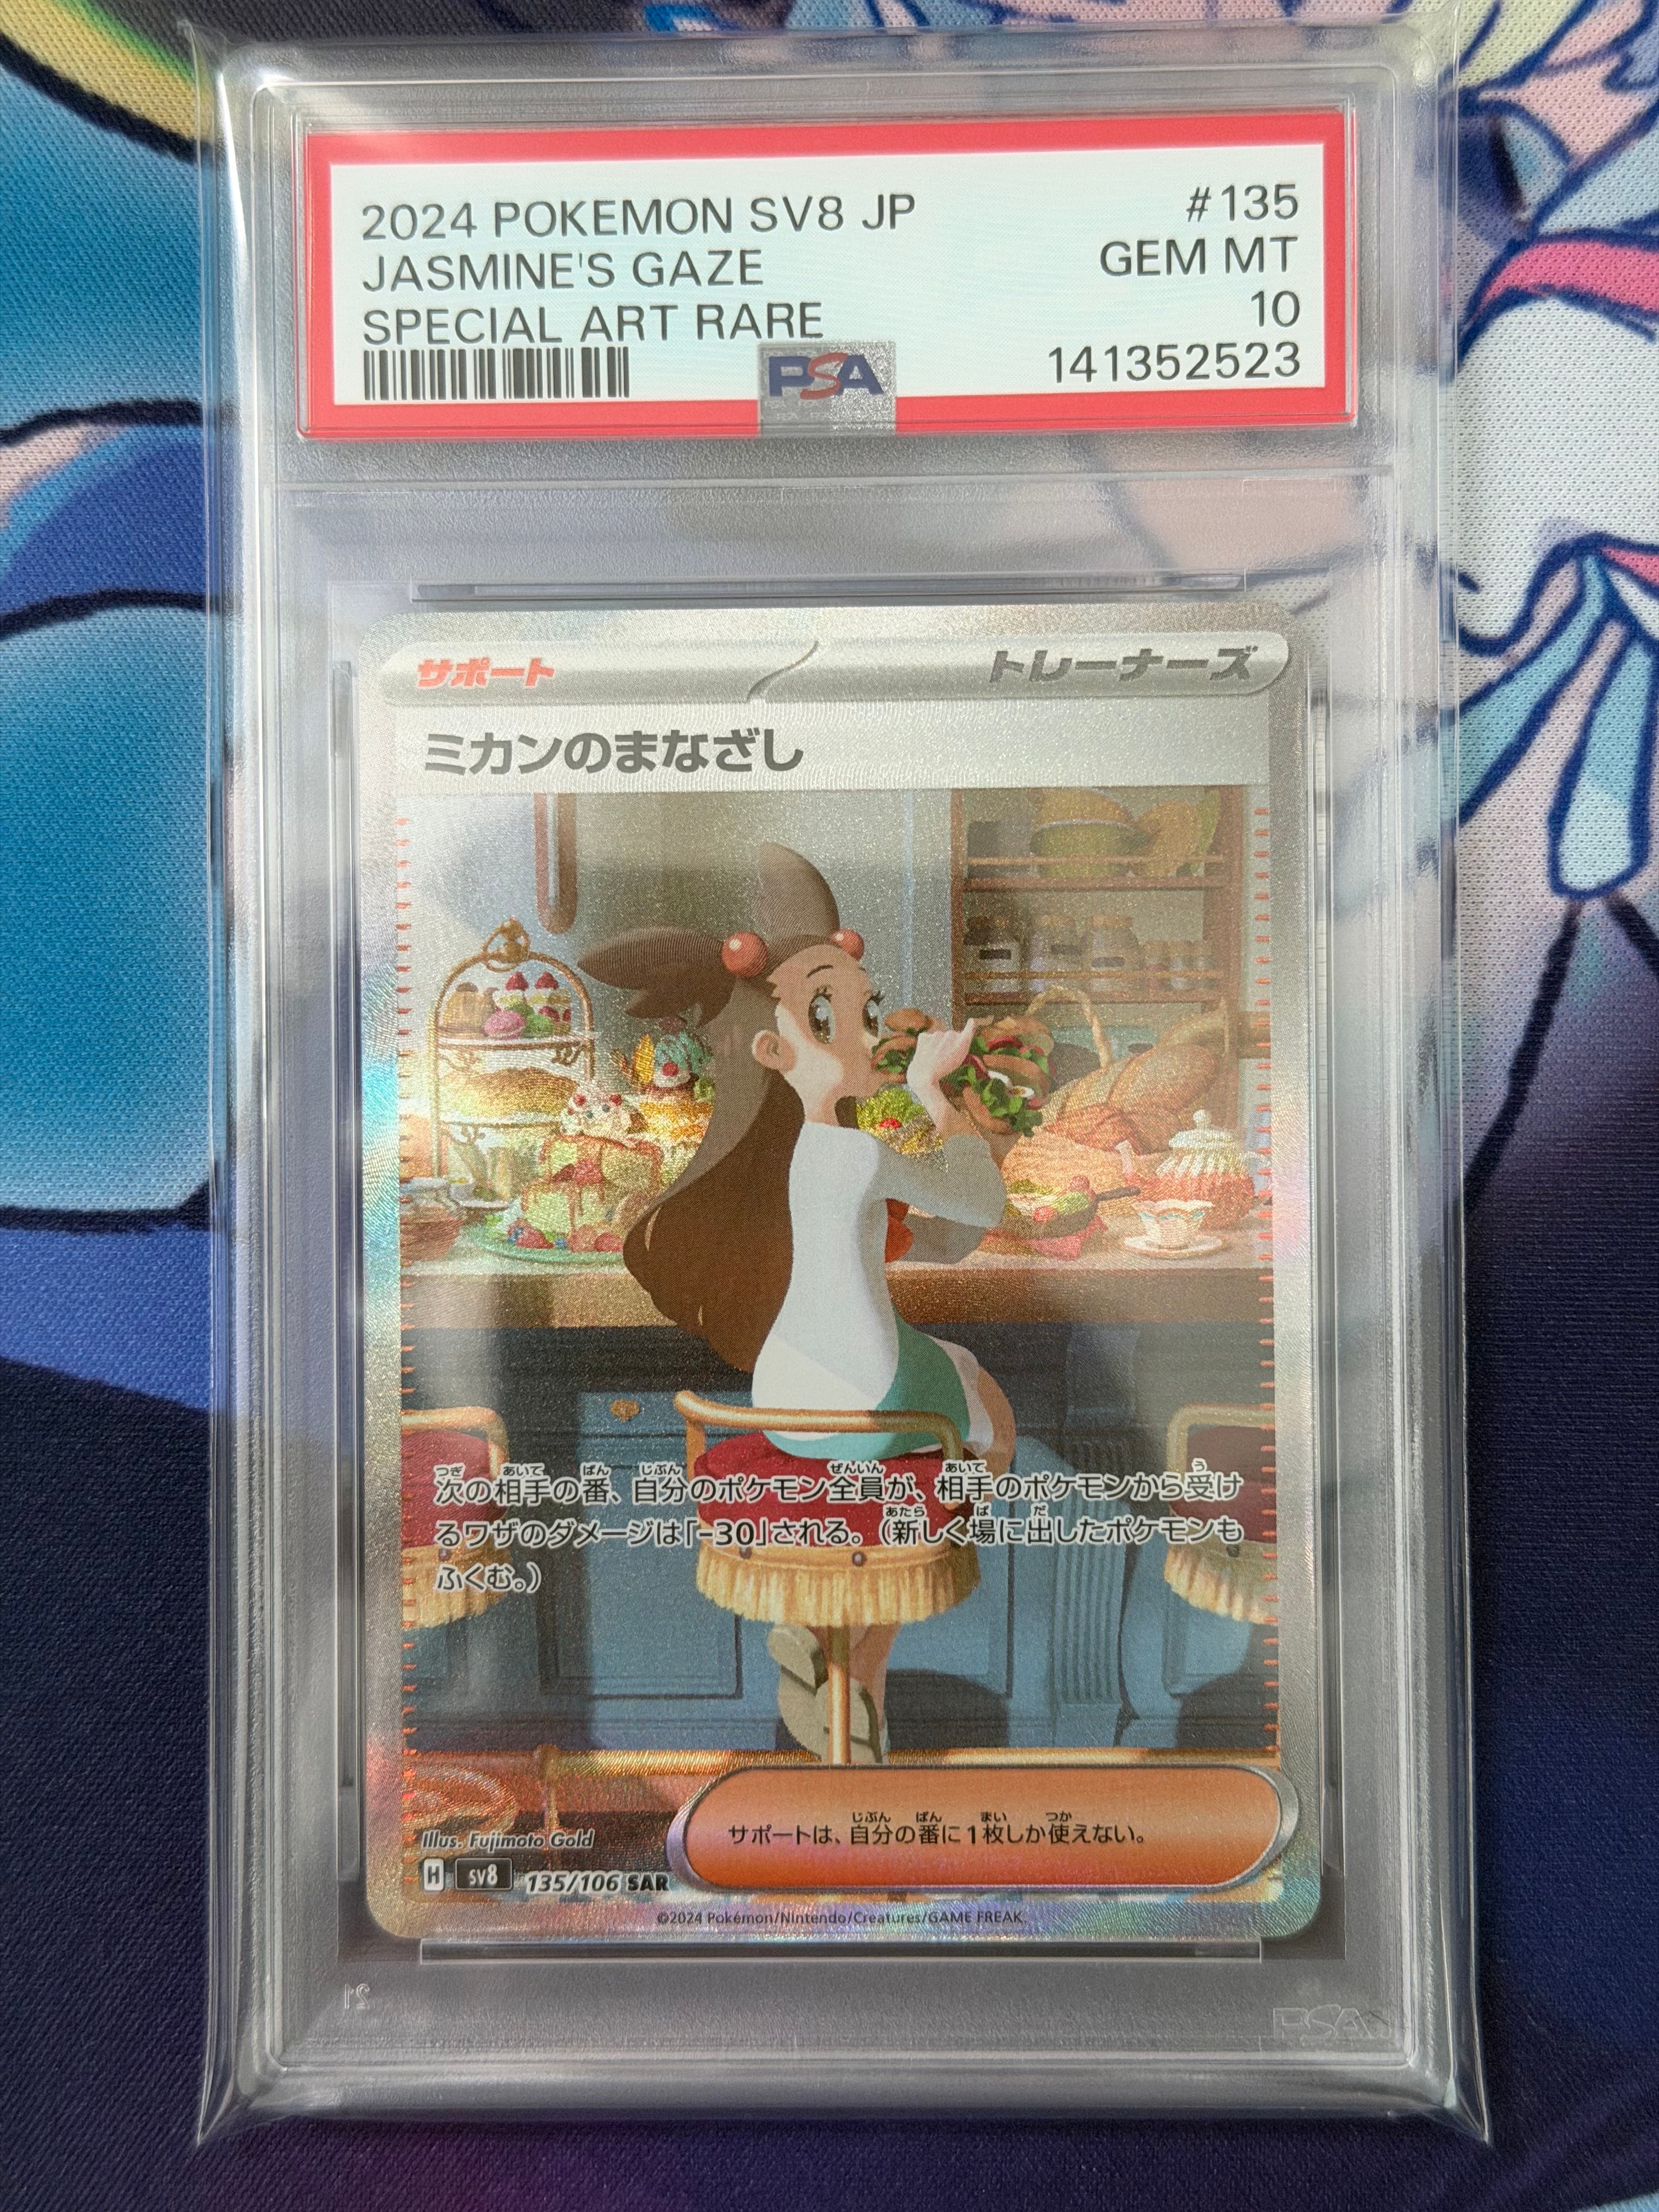 2024 POKEMON SV8 JP #135
JASMINE'S GAZE GEM MT
SPECIAL ART RARE 10
PSA 141352523
サポート トレーナーズ
ミカンのまなざし
次の相手の番、自分のポケモン全員が、相手のポケモンから受け
るワザのダメージは「-30」される。（新しく場に出したポケモンも
ふくむ。）
サポートは、自分の番に1枚しか使えない。
Illus. Fujimoto Gold
H SV8 135/106 SAR
©2024 Pokémon/Nintendo/Creatures/GAME FREAK.
21 PSA